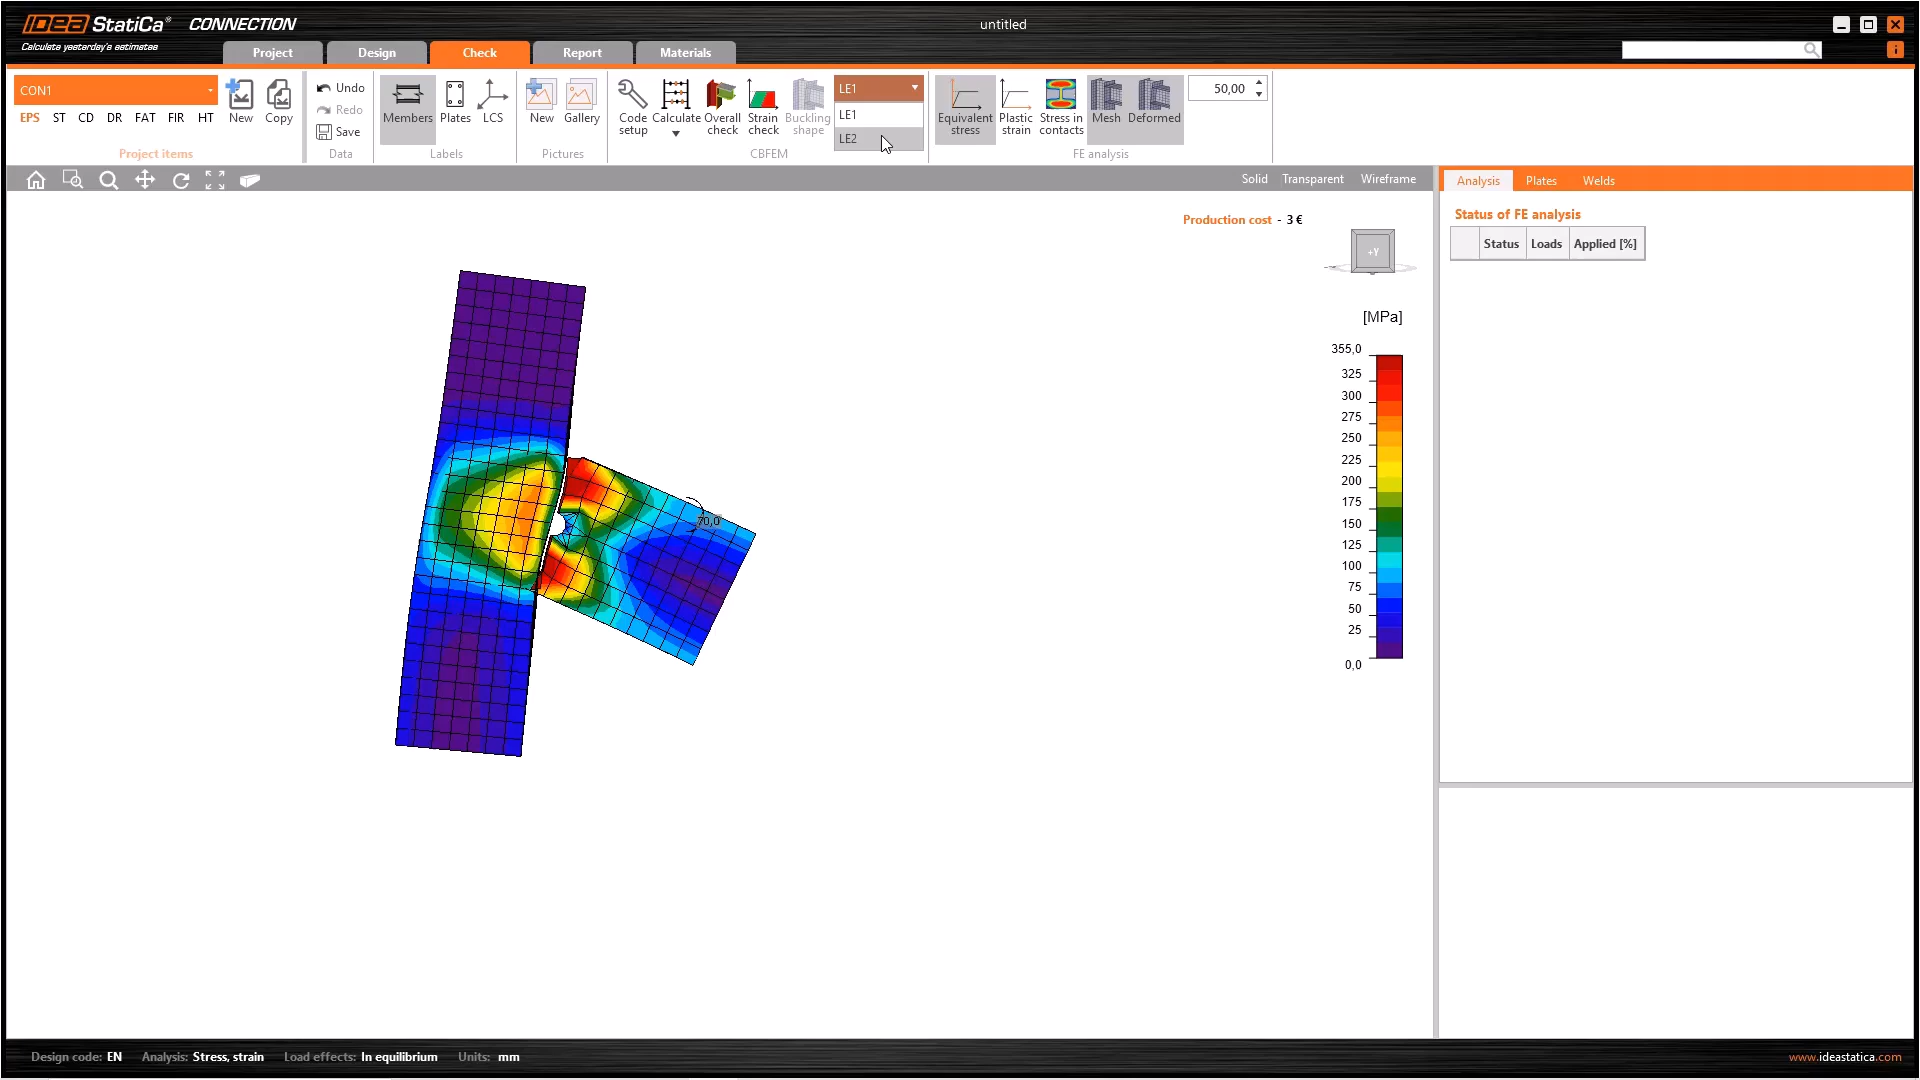 IDEA StatiCa® CONNECTION
Calculate yesterday's estimates
untitled
Project Design Check Report Materials
CON1
EPS ST CD DR FAT FIR HT
New Copy
Project items
Undo
Redo
Save
Data
Members Plates LCS
Labels
New Gallery
Pictures
Code setup
Calculate
Overall check
Strain check
Buckling shape
CBFEM
LE1
LE1
LE2
Equivalent stress
Plastic strain
Stress in contacts
Mesh
Deformed
FE analysis
50,00
Solid Transparent Wireframe
Production cost - 3 €
+Y
[MPa]
355,0
325
300
275
250
225
200
175
150
125
100
75
50
25
0,0
70,0
Analysis Plates Welds
Status of FE analysis
Status Loads Applied [%]
Design code: EN Analysis: Stress, strain Load effects: In equilibrium Units: mm
www.ideastatica.com